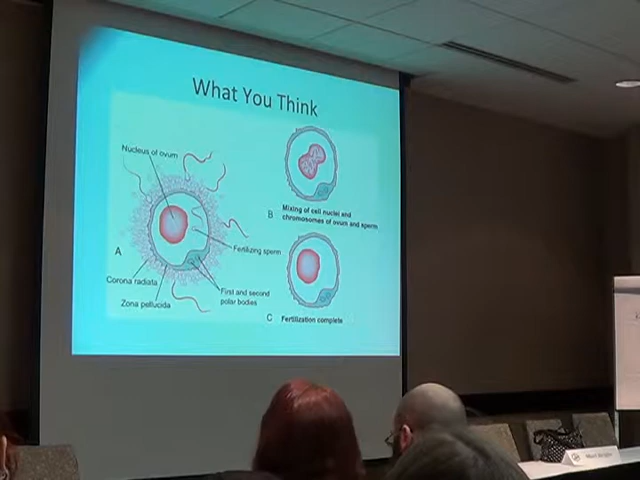 What You Think
Nucleus of ovum
Fertilizing sperm
A
Corona radiata
First and second
polar bodies
Zona pellucida
B
Mixing of cell nuclei and
chromosomes of ovum and sperm
C
Fertilization complete